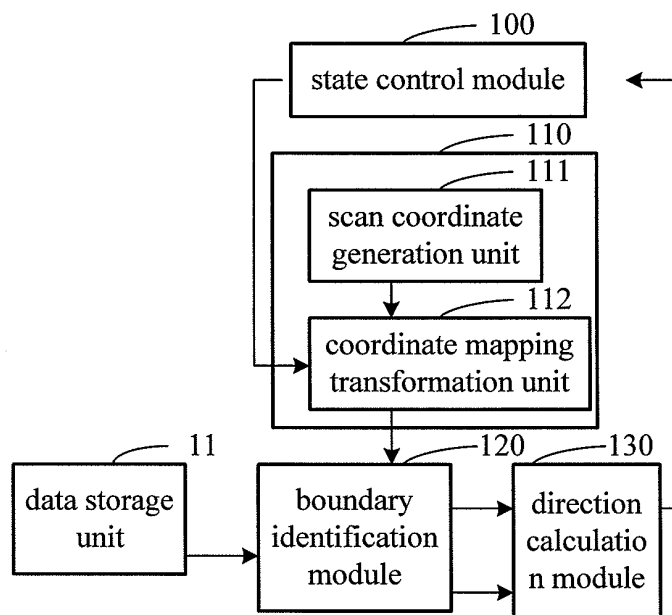 100
state control module
110
111
scan coordinate
generation unit
112
coordinate mapping
transformation unit
11
data storage
unit
120
boundary
identification
module
130
direction
calculatio
n module